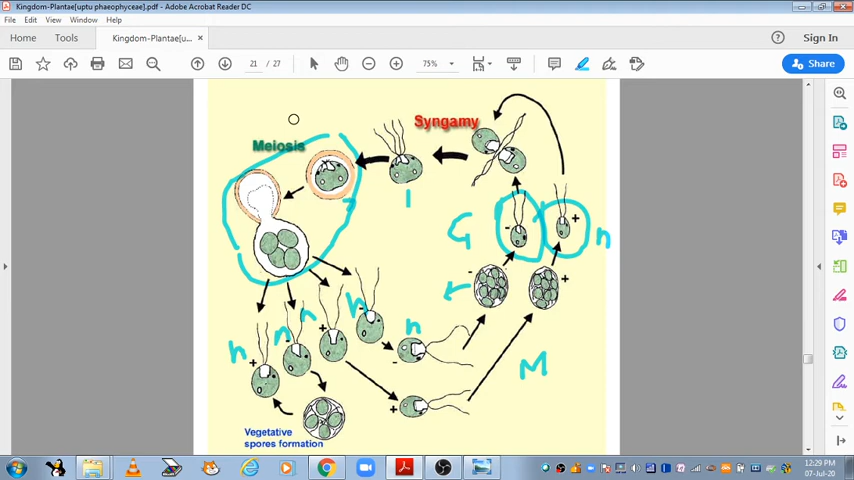 Kingdom-Plantae[uptu phaeophyceae].pdf - Adobe Acrobat Reader DC
File Edit View Window Help
Home Tools Kingdom-Plantae[u... × Sign In
21 / 27 75% Share
Syngamy
Meiosis
+
-
1
G
n
-
+
n
n
n
n
n
-
+
-
+
-
+
M
Vegetative
spores formation
12:29 PM
07-Jul-20